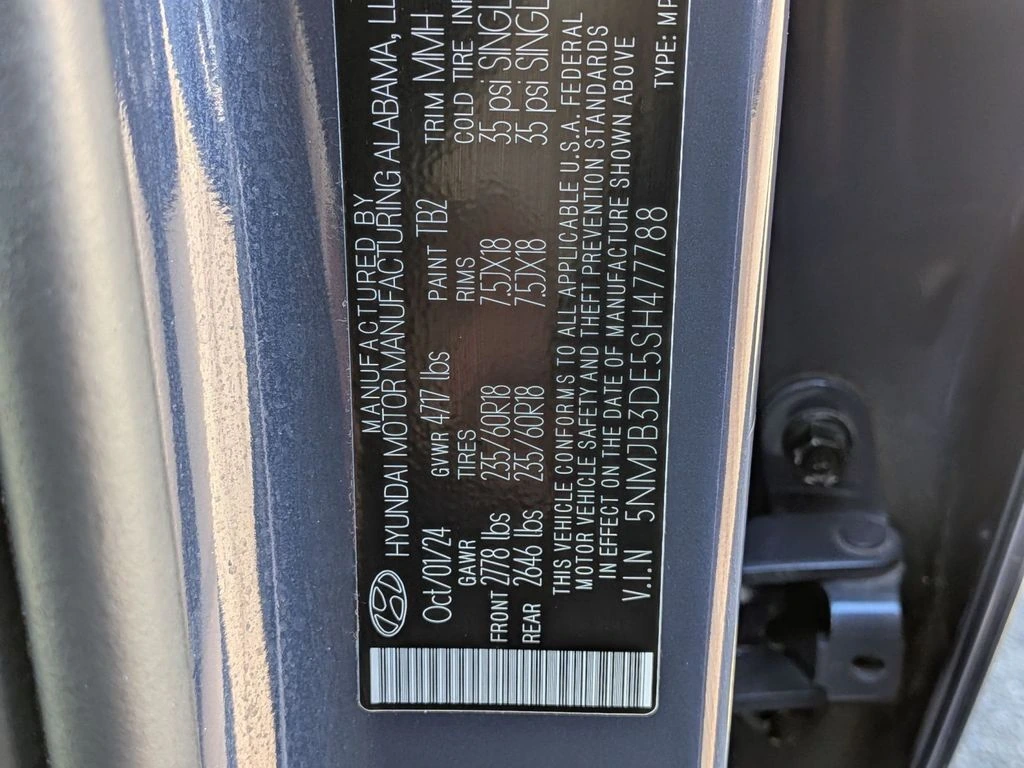 MANUFACTURED BY
HYUNDAI MOTOR MANUFACTURING ALABAMA, LL
Oct/01/24 GVWR 4717 lbs PAINT TB2 TRIM MMH
GAWR TIRES RIMS COLD TIRE INF
FRONT 2778 lbs 235/60R18 7.5JX18 35 psi SINGL
REAR 2646 lbs 235/60R18 7.5JX18 35 psi SINGL
THIS VEHICLE CONFORMS TO ALL APPLICABLE U.S.A. FEDERAL
MOTOR VEHICLE SAFETY AND THEFT PREVENTION STANDARDS
IN EFFECT ON THE DATE OF MANUFACTURE SHOWN ABOVE
V.I.N 5NMJB3DE5SH477788 TYPE: MP